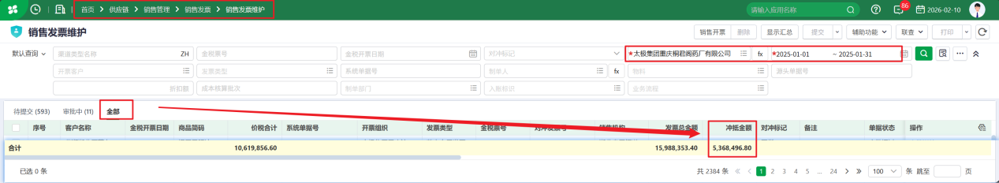 首页 > 供应链 > 销售管理 > 销售发票 > 销售发票维护 请输入应用名称 86 2026-02-10
销售发票维护 销售开票 删除 显示汇总 提交 辅助功能 联查 打印
默认查询 渠道类型名称 ZH 金税票号 金税开票日期 对冲标记 *太极集团重庆桐君阁药厂有限公司 fx *2025-01-01 ~ 2025-01-31
开票客户 发票类型 系统单据号 制单人 fx 物料 源头单据号
折扣额 成本核算批次 制单部门 入账标识 业务流程
待提交 (593) 审批中 (11) 全部
序号 客户名称 金税开票日期 商品简码 价税合计 系统单据号 开票组织 发票类型 金税票号 对冲发票号 销售机构 发票总金额 冲抵金额 对冲标记 备注 单据状态 操作
合计 10,619,856.60 15,988,353.40 5,368,496.80
已选 0 条 共 2384 条 1 2 3 4 5 ... 24 100 条 跳至 页